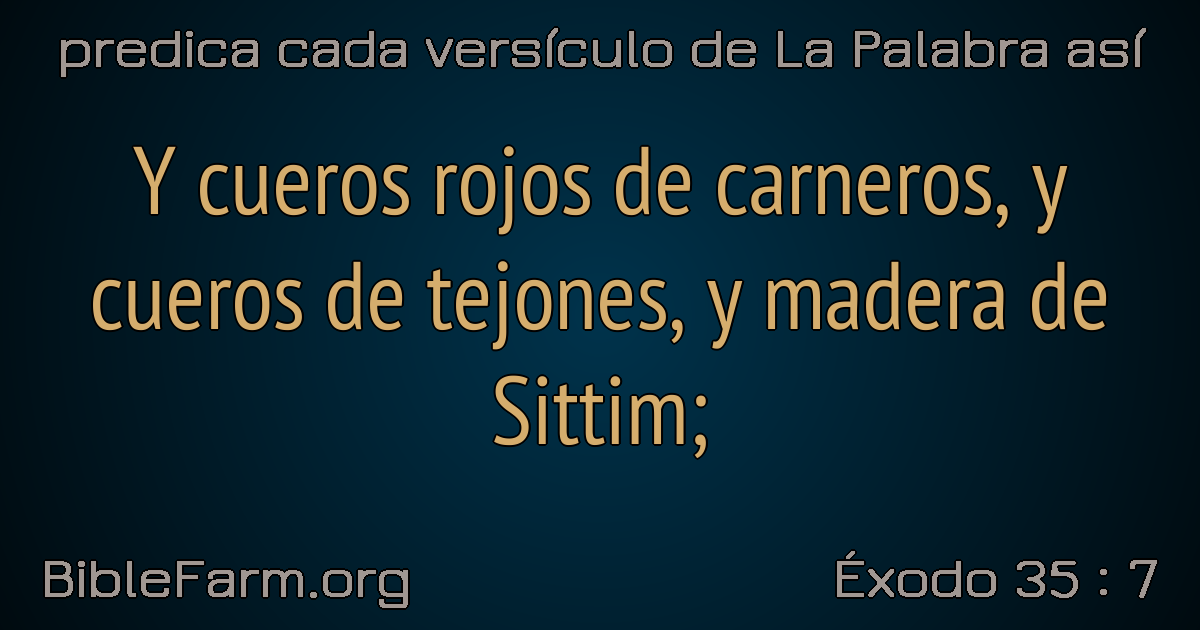 predica cada versículo de La Palabra así
Y cueros rojos de carneros, y
cueros de tejones, y madera de
Sittim;
BibleFarm.org
Éxodo 35 : 7